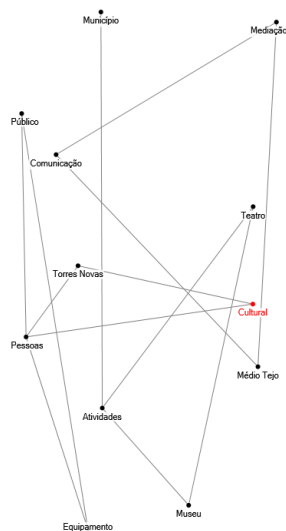 Município
Mediação
Público
Comunicação
Teatro
Torres Novas
Cultural
Pessoas
Médio Tejo
Atividades
Museu
Equipamento